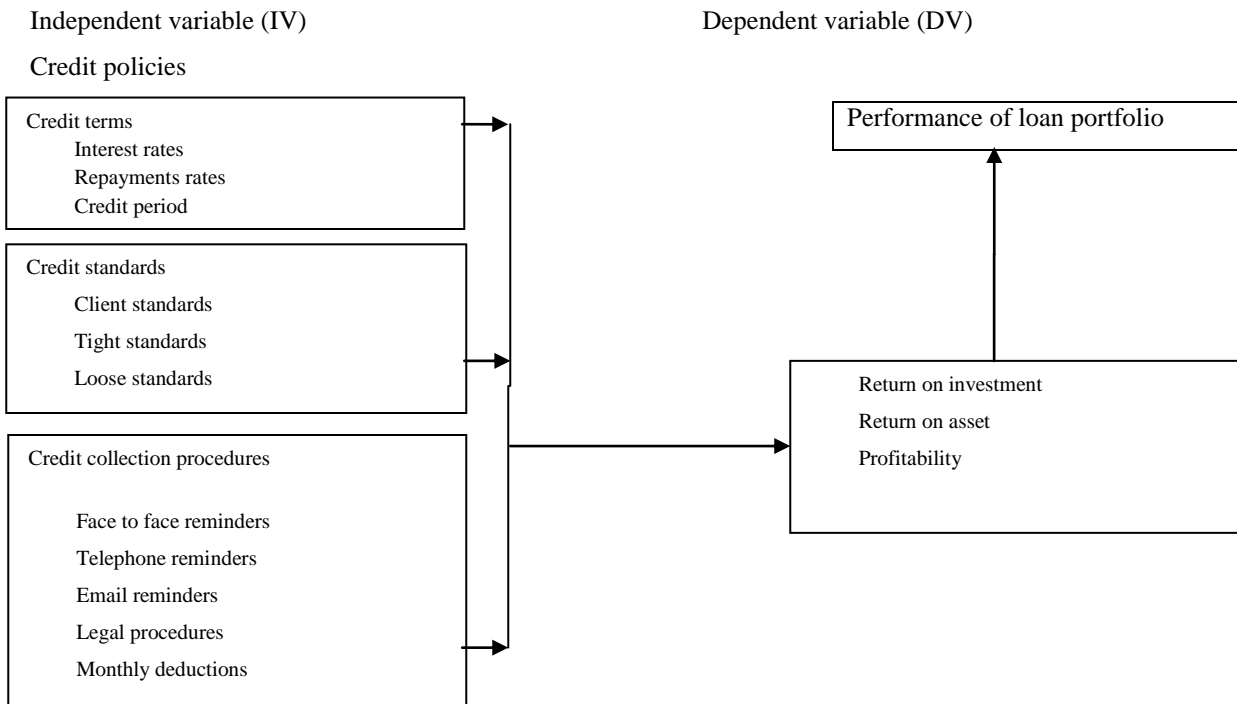 Independent variable (IV)
Dependent variable (DV)
Credit policies
Credit terms
Interest rates
Repayments rates
Credit period
Credit standards
Client standards
Tight standards
Loose standards
Credit collection procedures
Face to face reminders
Telephone reminders
Email reminders
Legal procedures
Monthly deductions
Performance of loan portfolio
Return on investment
Return on asset
Profitability